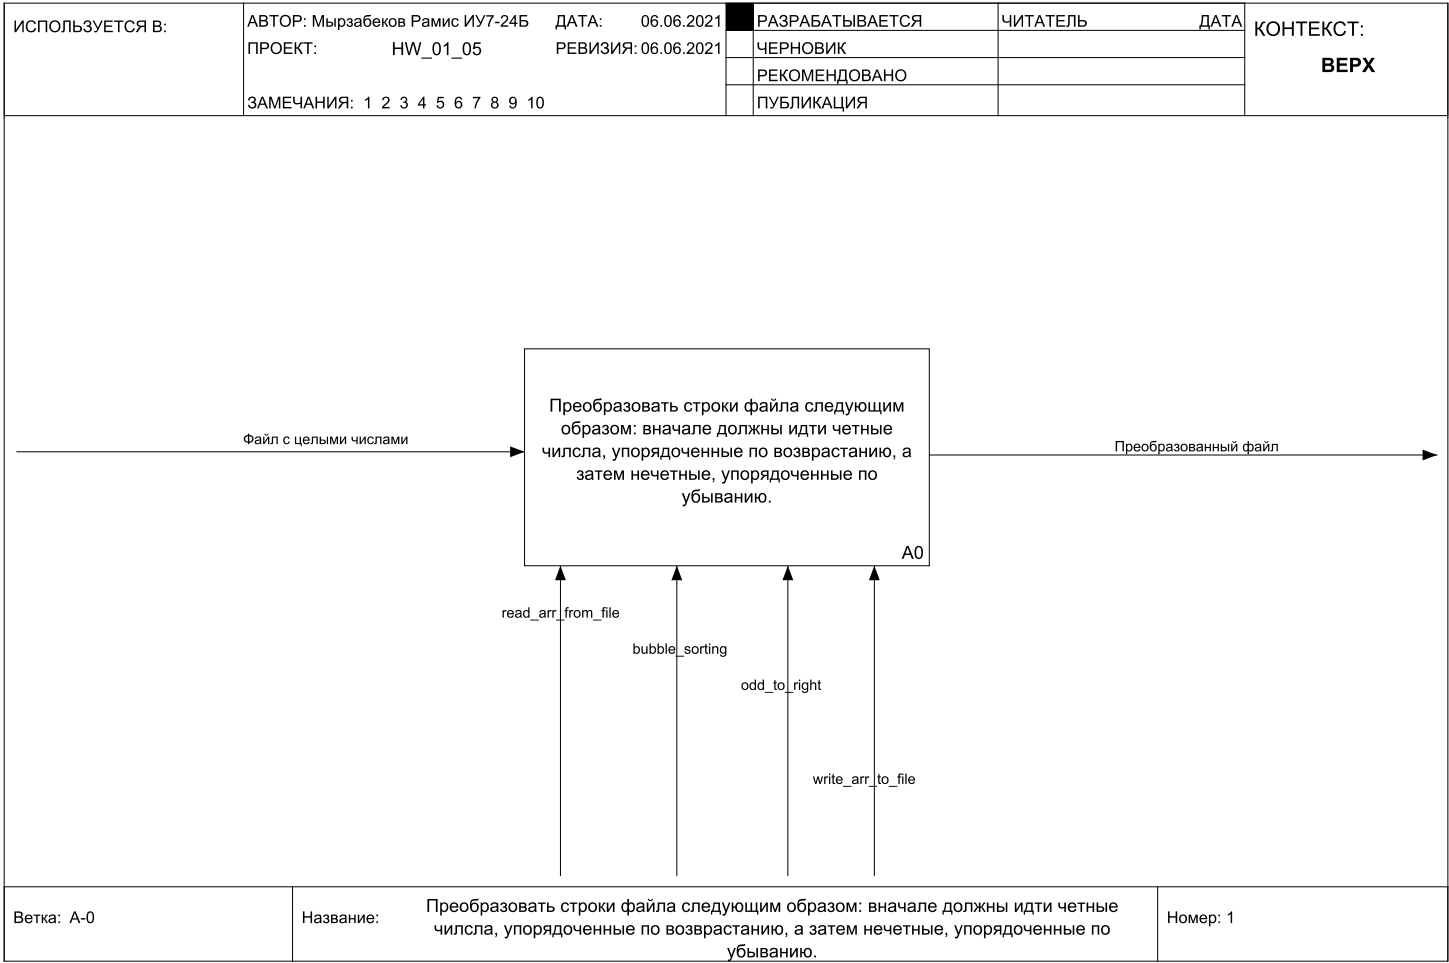 ИСПОЛЬЗУЕТСЯ В:
АВТОР: Мырзабеков Рамис ИУ7-24Б ДАТА: 06.06.2021
ПРОЕКТ: HW_01_05 РЕВИЗИЯ: 06.06.2021
ЗАМЕЧАНИЯ: 1 2 3 4 5 6 7 8 9 10
РАЗРАБАТЫВАЕТСЯ
ЧЕРНОВИК
РЕКОМЕНДОВАНО
ПУБЛИКАЦИЯ
ЧИТАТЕЛЬ ДАТА
КОНТЕКСТ:
ВЕРХ
Преобразовать строки файла следующим
образом: вначале должны идти четные
чилсла, упорядоченные по возврастанию, а
затем нечетные, упорядоченные по
убыванию.
A0
Файл с целыми числами
Преобразованный файл
read_arr_from_file
bubble_sorting
odd_to_right
write_arr_to_file
Ветка: A-0
Название:
Преобразовать строки файла следующим образом: вначале должны идти четные
чилсла, упорядоченные по возврастанию, а затем нечетные, упорядоченные по
убыванию.
Номер: 1